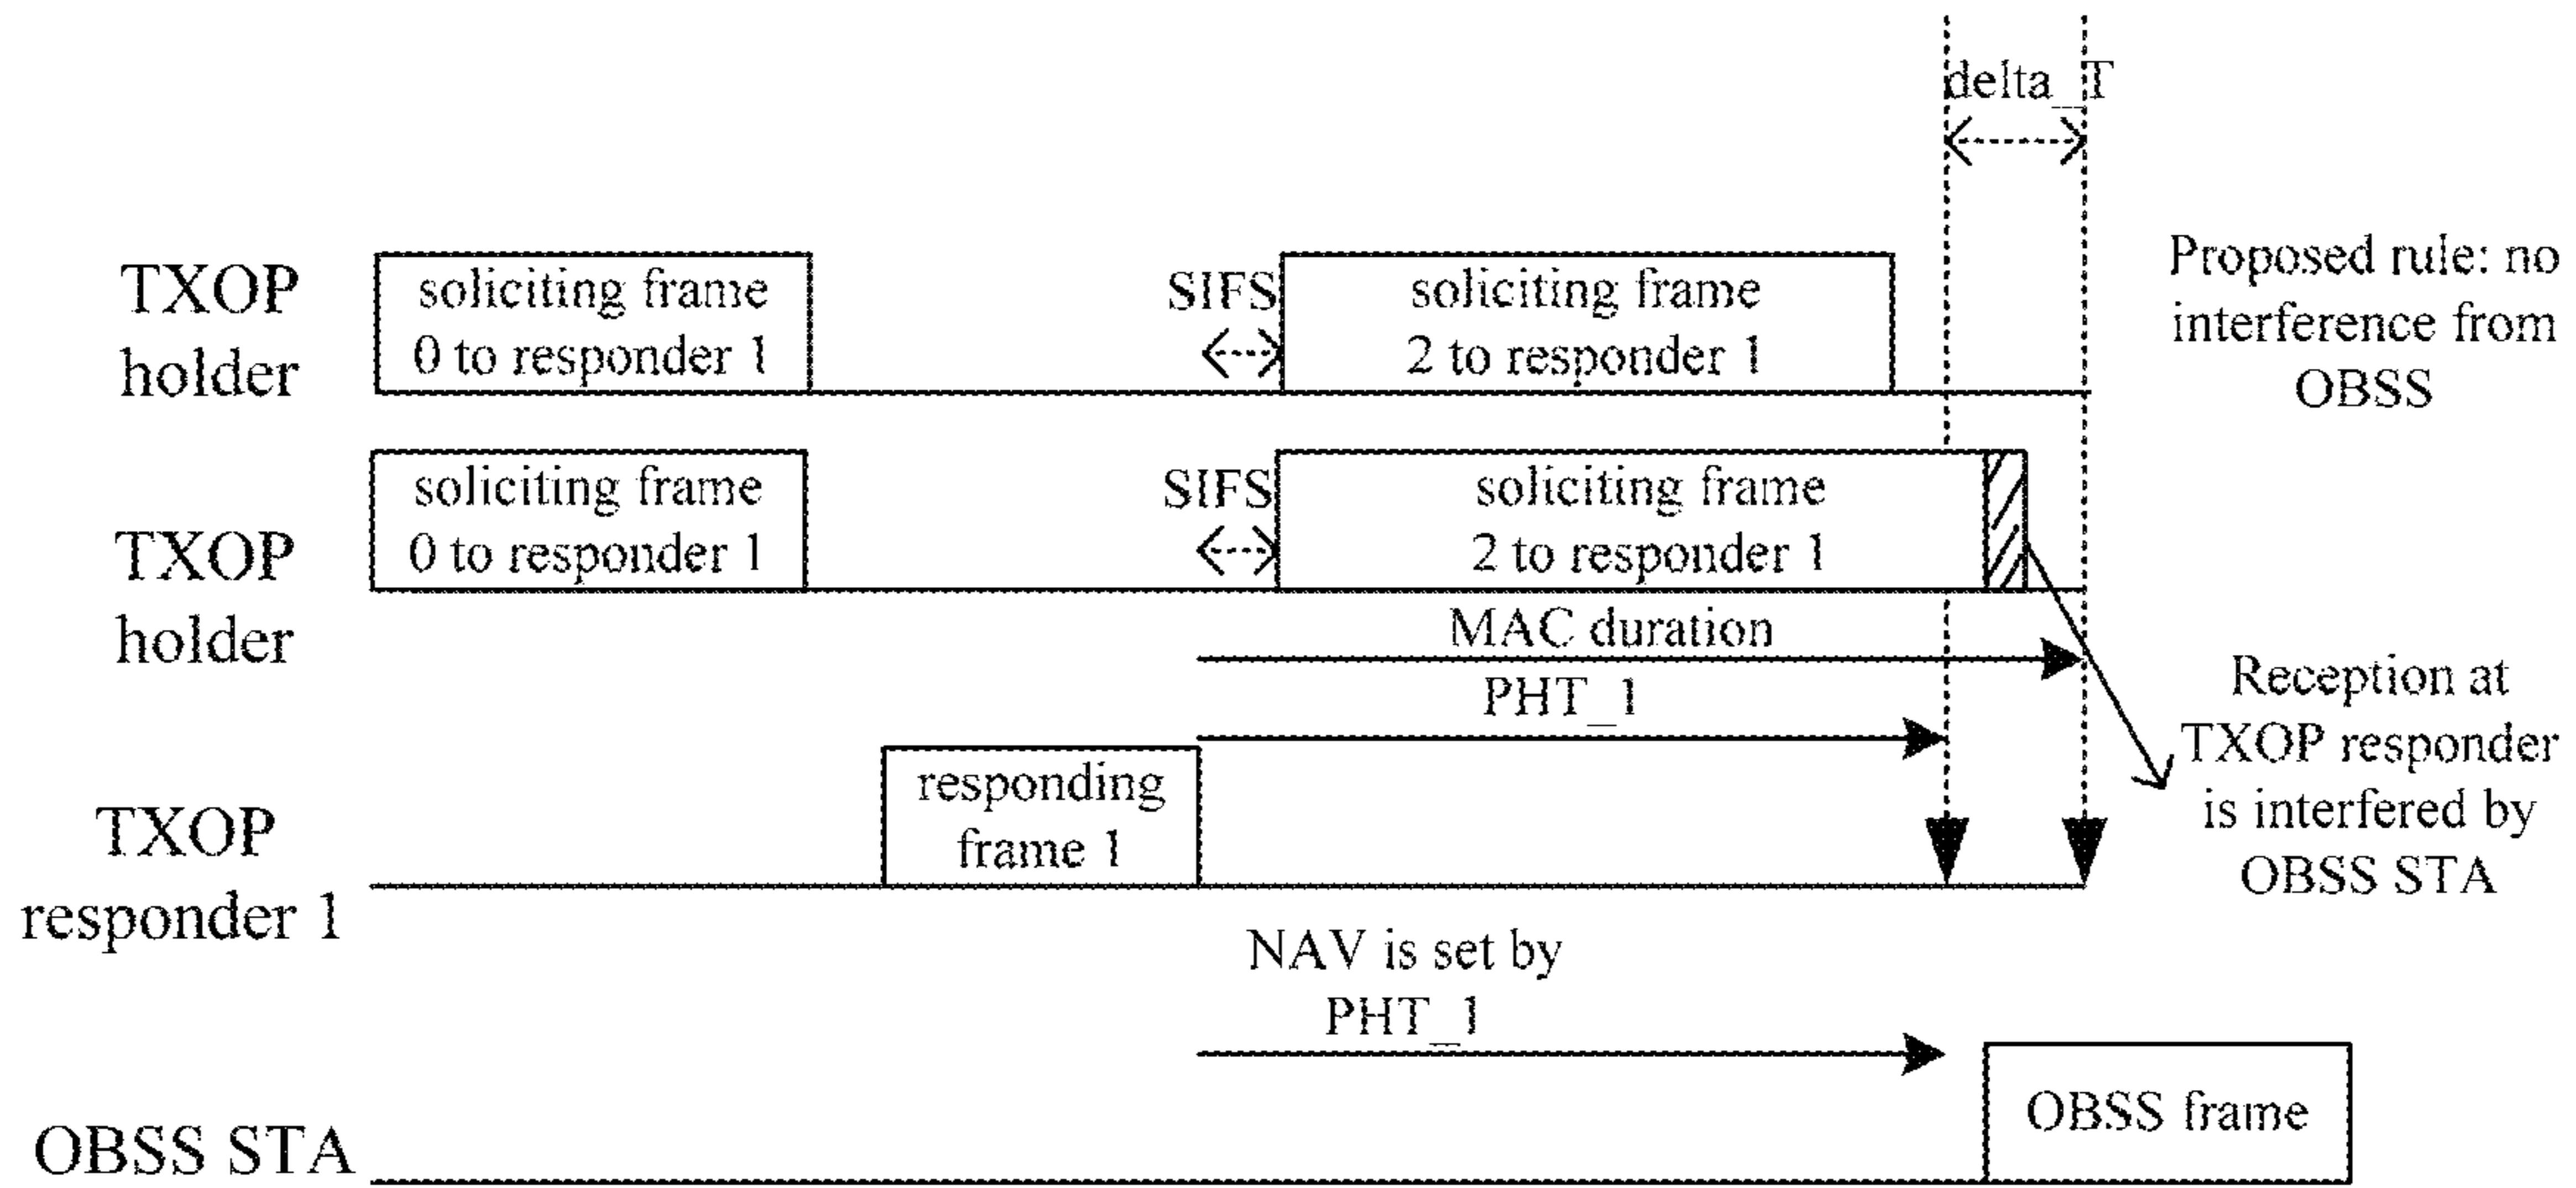 delta_T
TXOP
holder
soliciting frame
0 to responder 1
SIFS
soliciting frame
2 to responder 1
Proposed rule: no
interference from
OBSS
TXOP
holder
soliciting frame
0 to responder 1
SIFS
soliciting frame
2 to responder 1
MAC duration
PHT_1
Reception at
TXOP responder
is interfered by
OBSS STA
TXOP
responder 1
responding
frame 1
NAV is set by
PHT_1
OBSS STA
OBSS frame